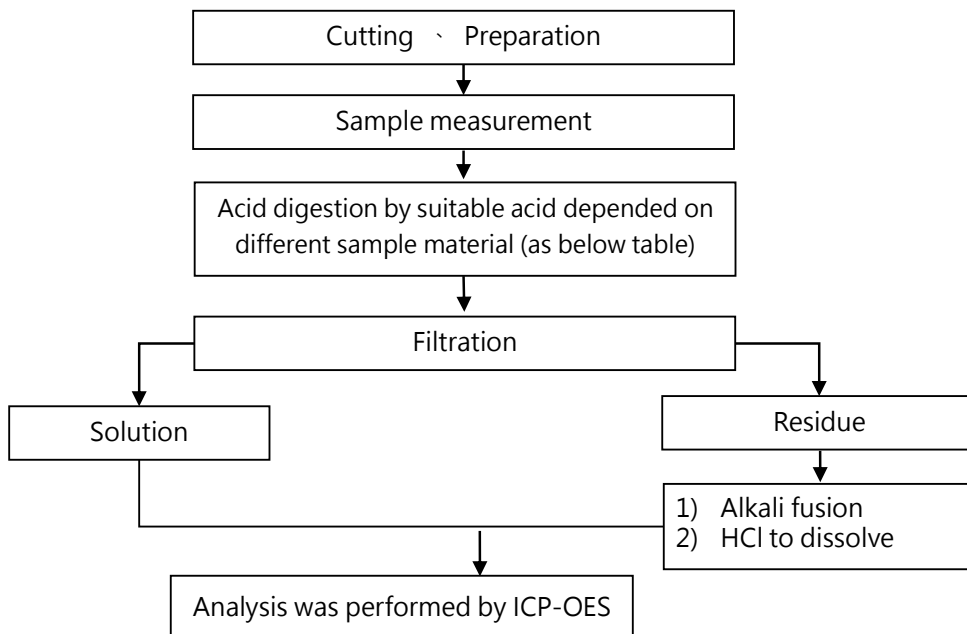 Cutting 、 Preparation
Sample measurement
Acid digestion by suitable acid depended on
different sample material (as below table)
Filtration
Solution
Residue
1) Alkali fusion
2) HCl to dissolve
Analysis was performed by ICP-OES